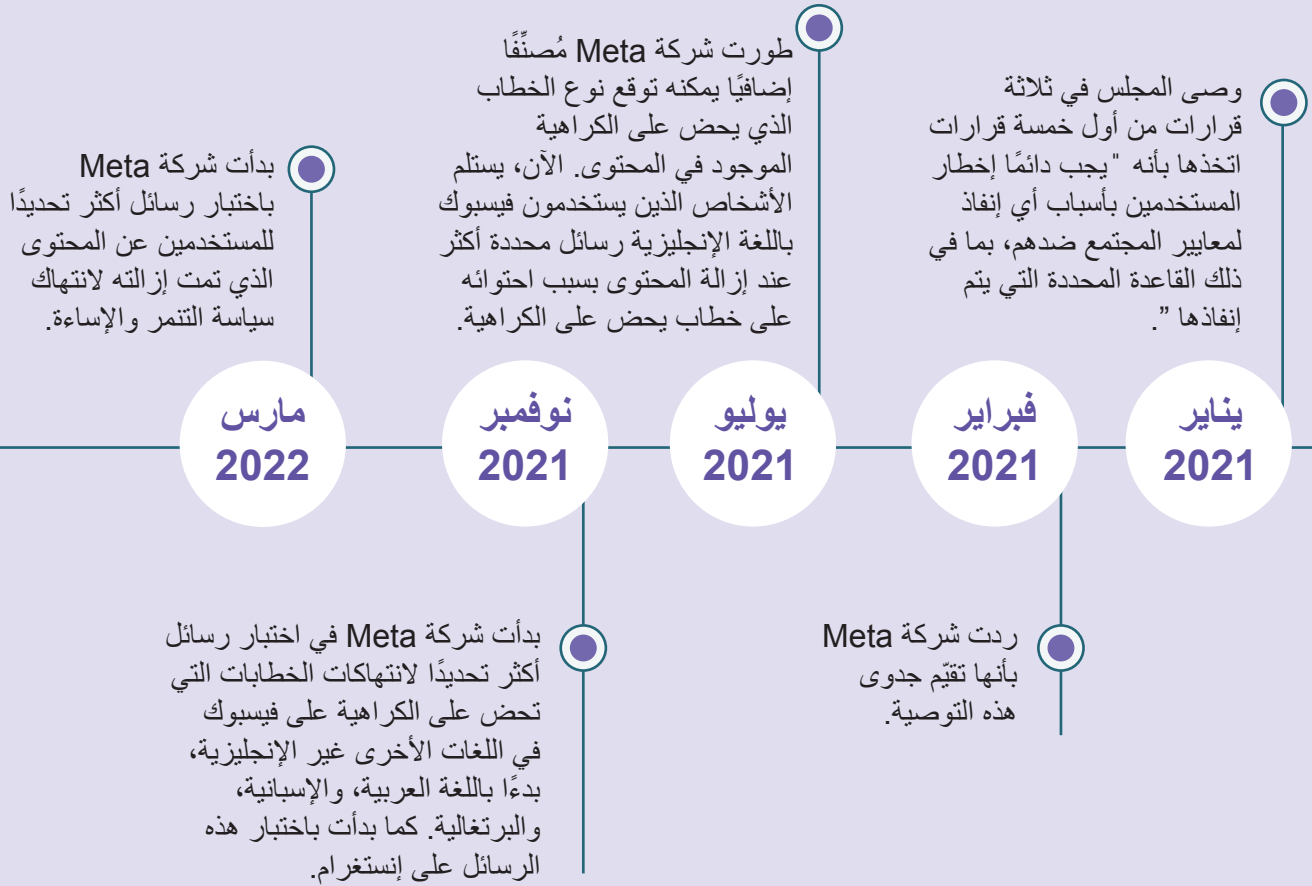 وصى المجلس في ثلاثة
قرارات من أول خمسة قرارات
اتخذها بأنه "يجب دائمًا إخطار
المستخدمين بأسباب أي إنفاذ
لمعايير المجتمع ضدهم، بما في
ذلك القاعدة المحددة التي يتم
إنفاذها ”.
يناير
2021
فبراير
2021
ردت شركة Meta
بأنها تقيّم جدوى
هذه التوصية.
طورت شركة Meta مُصنِّفًا
إضافيًا يمكنه توقع نوع الخطاب
الذي يحض على الكراهية
الموجود في المحتوى. الآن، يستلم
الأشخاص الذين يستخدمون فيسبوك
باللغة الإنجليزية رسائل محددة أكثر
عند إزالة المحتوى بسبب احتوائه
على خطاب يحض على الكراهية.
يوليو
2021
نوفمبر
2021
بدأت شركة Meta في اختبار رسائل
أكثر تحديدًا لانتهاكات الخطابات التي
تحض على الكراهية على فيسبوك
في اللغات الأخرى غير الإنجليزية،
بدءًا باللغة العربية، والإسبانية،
والبرتغالية. كما بدأت باختبار هذه
الرسائل على إنستغرام.
بدأت شركة Meta
باختبار رسائل أكثر تحديدًا
للمستخدمين عن المحتوى
الذي تمت إزالته لانتهاك
سياسة التنمر والإساءة.
مارس
2022